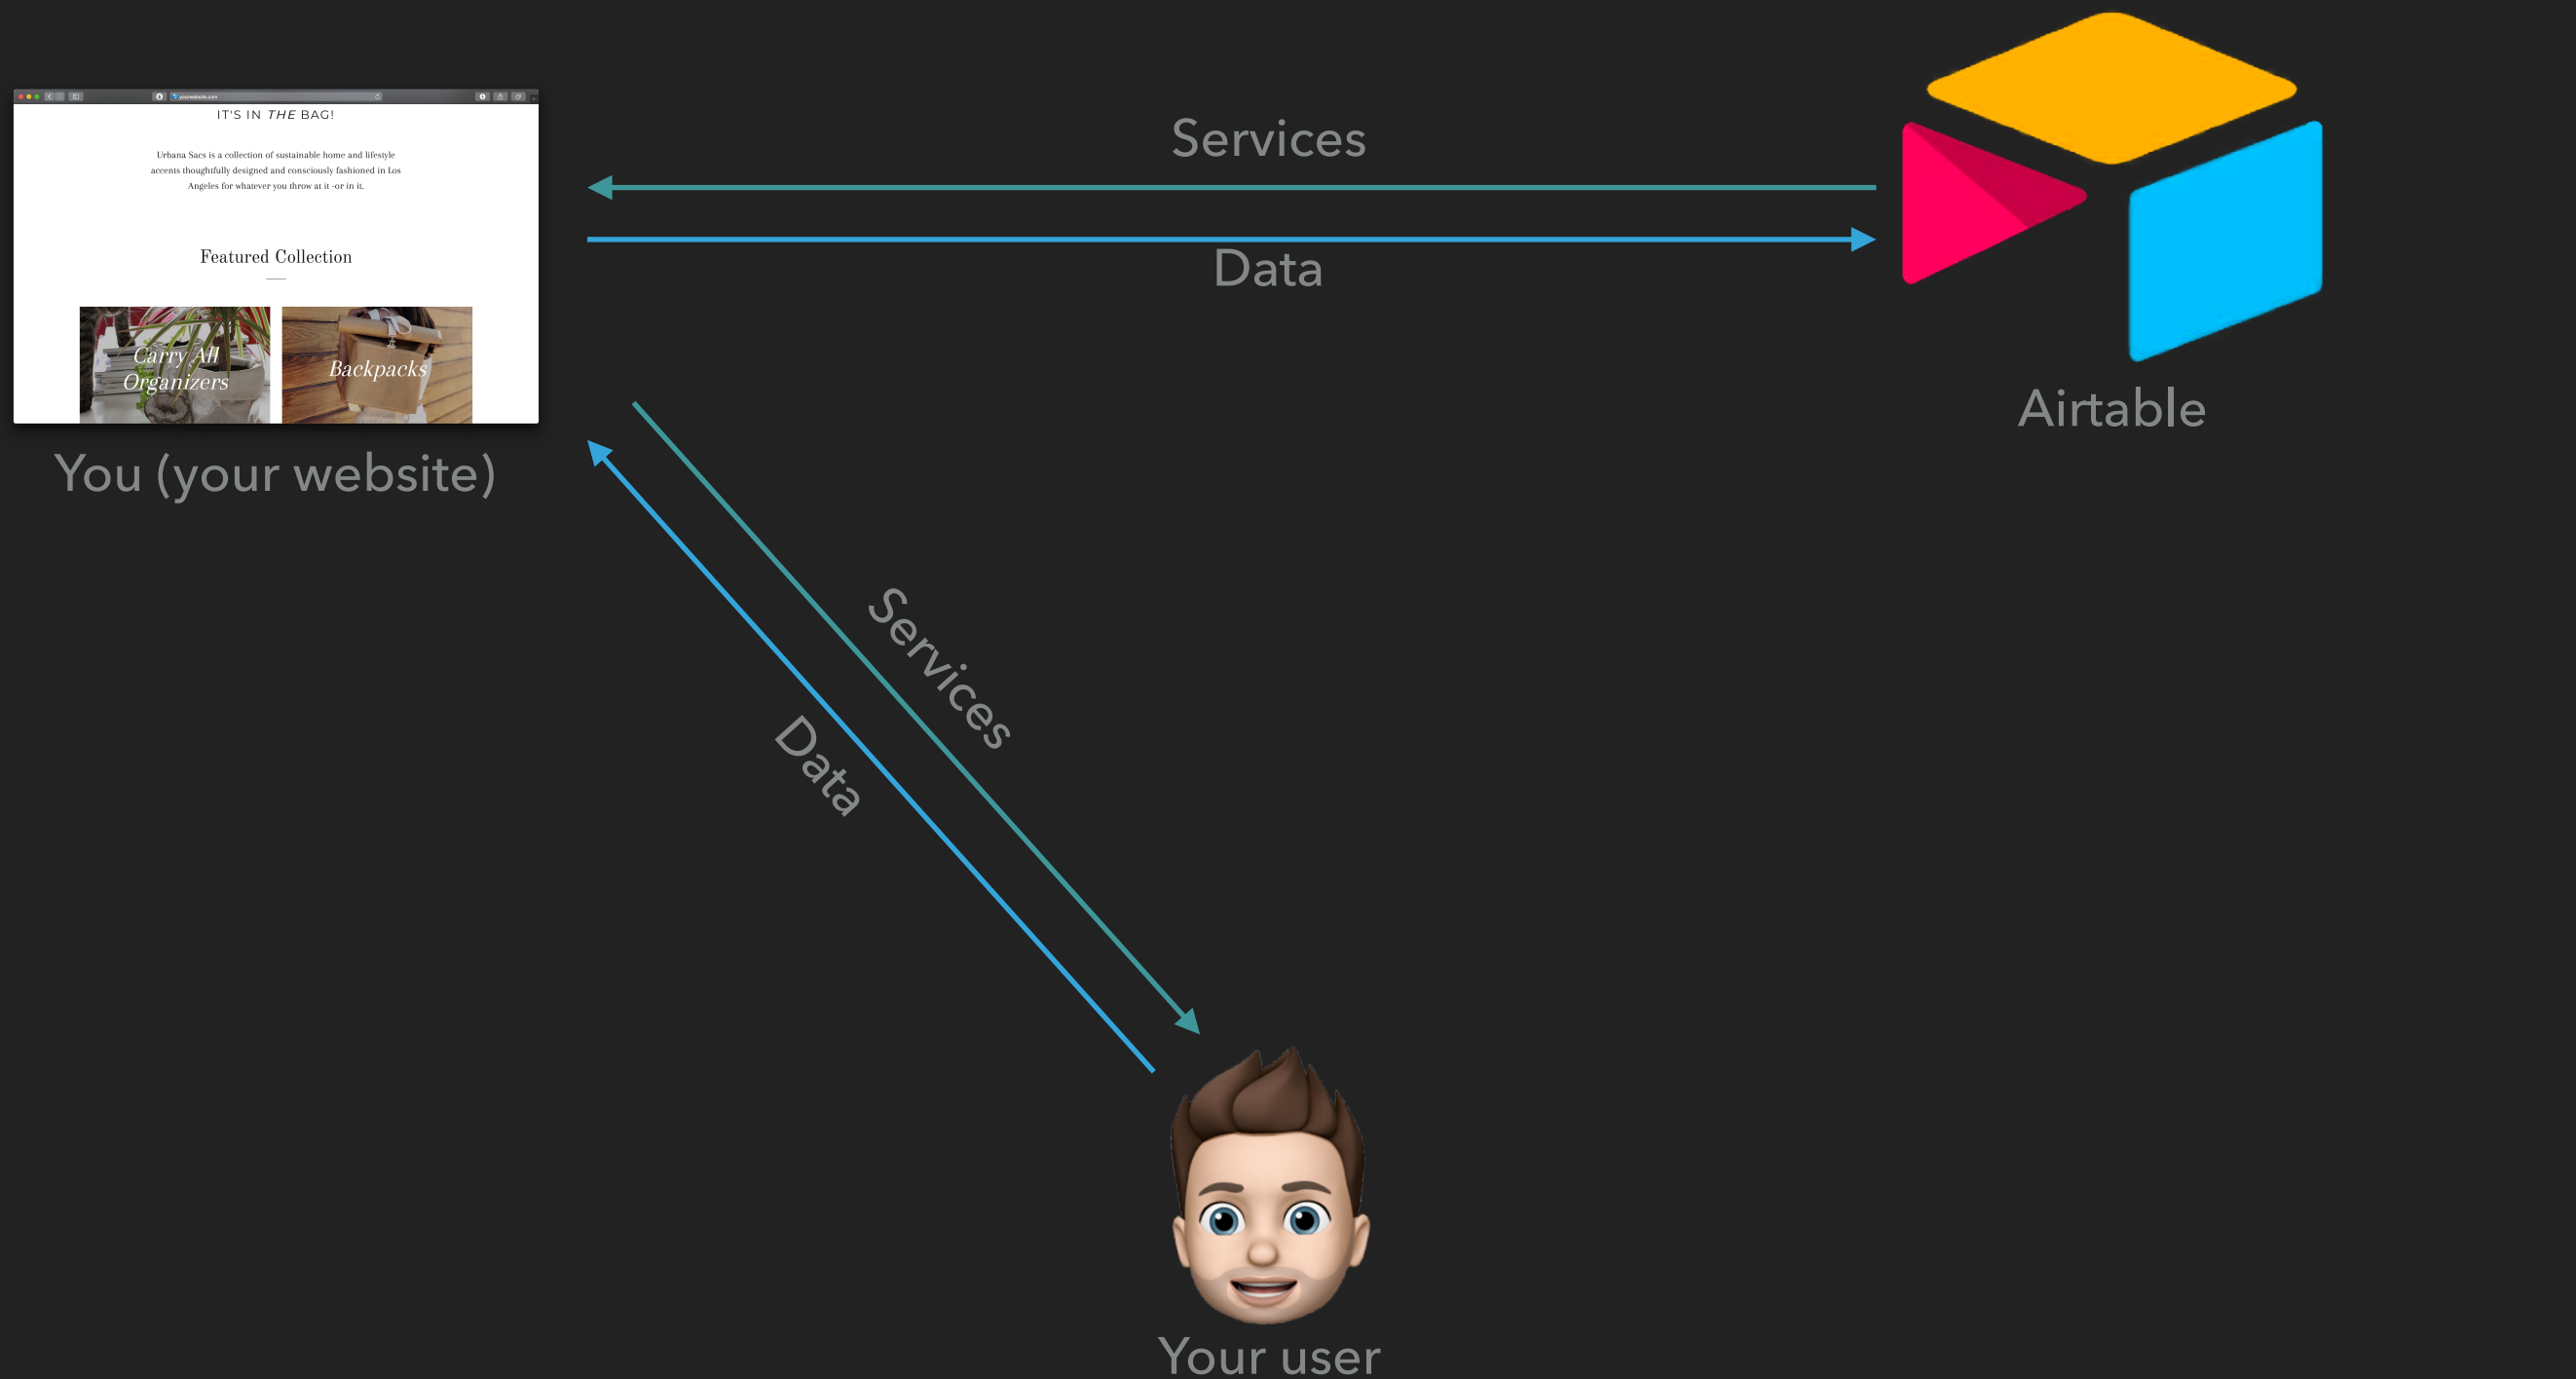 yourwebsite.com
IT'S IN THE BAG!
Urbana Sacs is a collection of sustainable home and lifestyle
accents thoughtfully designed and consciously fashioned in Los
Angeles for whatever you throw at it -or in it.
Featured Collection
Carry All
Organizers
Backpacks
You (your website)
Services
Data
Airtable
Services
Data
Your user